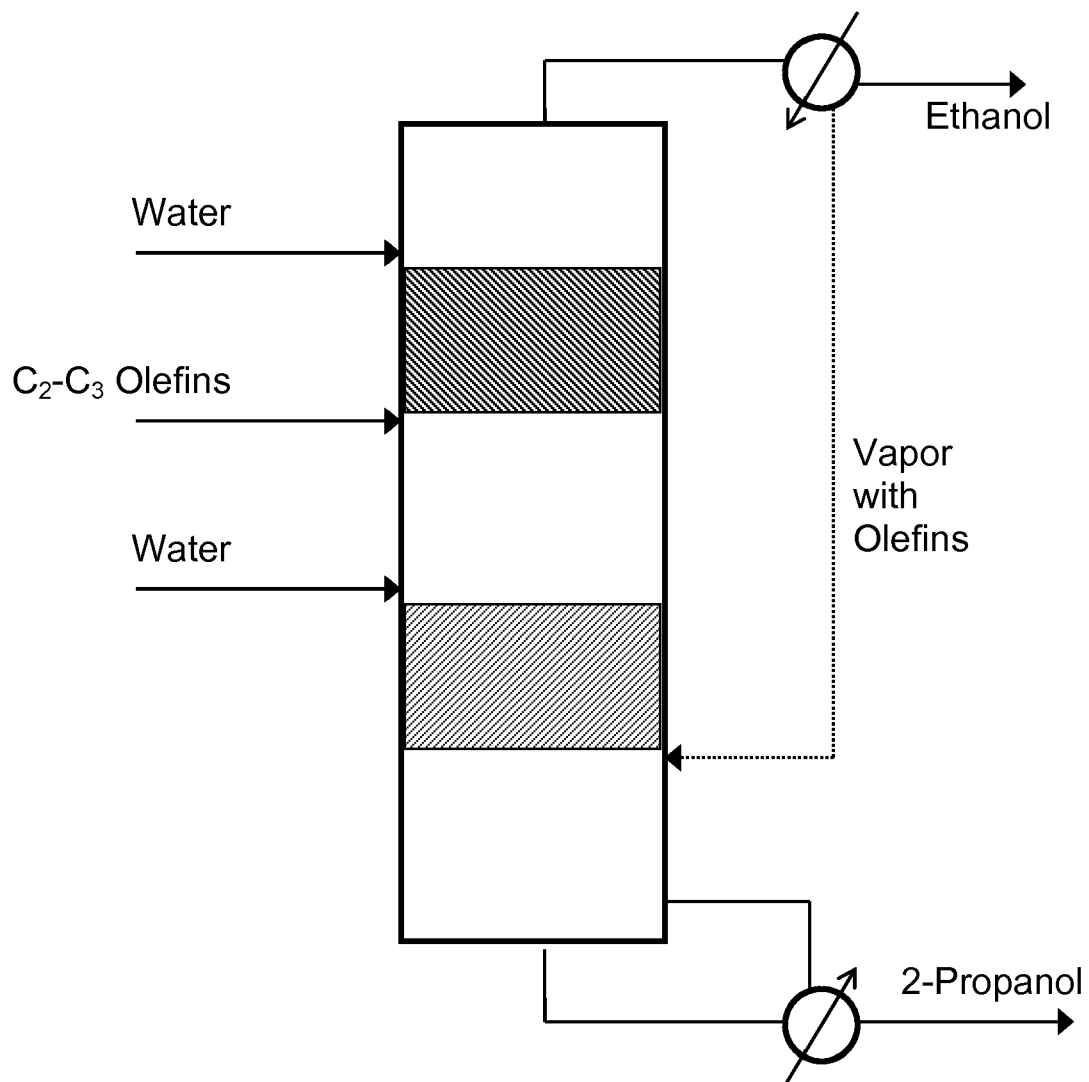 Ethanol
Water
C₂-C₃ Olefins
Vapor
with
Olefins
Water
2-Propanol